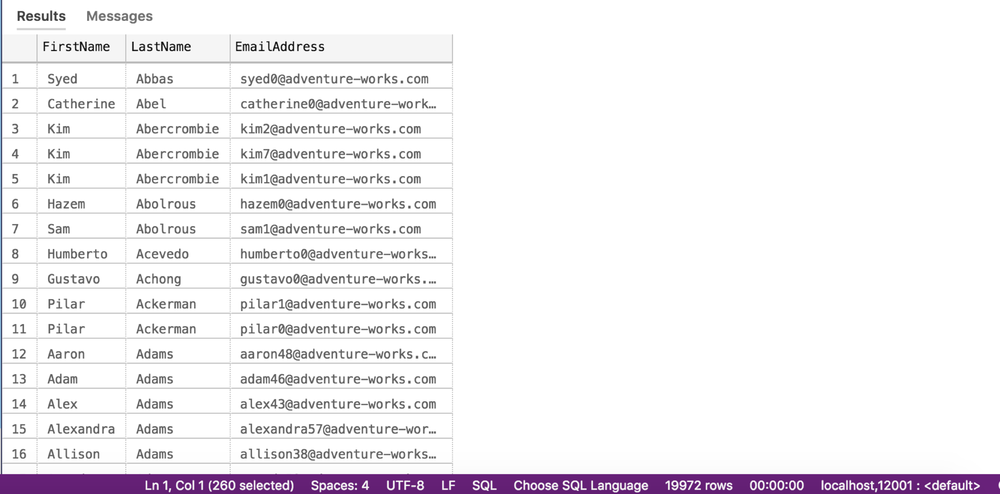 Results Messages
FirstName LastName EmailAddress
1 Syed Abbas syed0@adventure-works.com
2 Catherine Abel catherine0@adventure-work…
3 Kim Abercrombie kim2@adventure-works.com
4 Kim Abercrombie kim7@adventure-works.com
5 Kim Abercrombie kim1@adventure-works.com
6 Hazem Abolrous hazem0@adventure-works.com
7 Sam Abolrous sam1@adventure-works.com
8 Humberto Acevedo humberto0@adventure-works…
9 Gustavo Achong gustavo0@adventure-works.…
10 Pilar Ackerman pilar1@adventure-works.com
11 Pilar Ackerman pilar0@adventure-works.com
12 Aaron Adams aaron48@adventure-works.c…
13 Adam Adams adam46@adventure-works.com
14 Alex Adams alex43@adventure-works.com
15 Alexandra Adams alexandra57@adventure-wor…
16 Allison Adams allison38@adventure-works…
Ln 1, Col 1 (260 selected) Spaces: 4 UTF-8 LF SQL Choose SQL Language 19972 rows 00:00:00 localhost,12001 : <default>